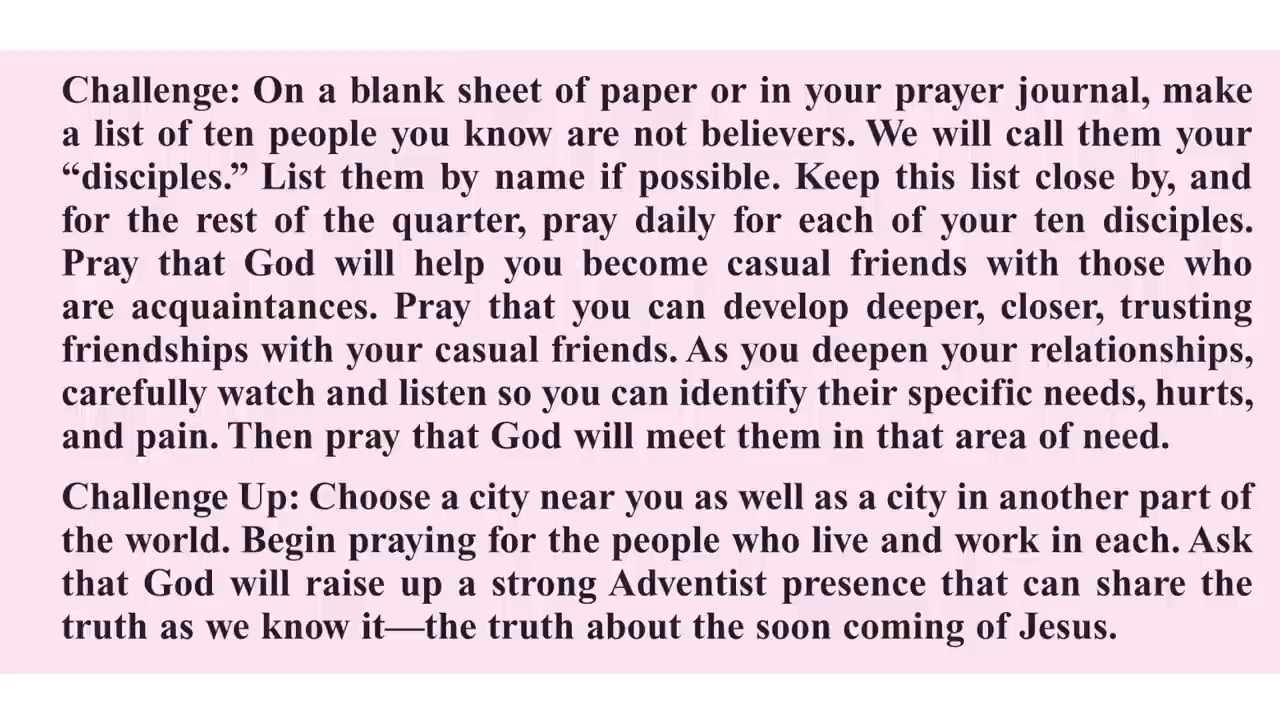 Challenge: On a blank sheet of paper or in your prayer journal, make
a list of ten people you know are not believers. We will call them your
“disciples.” List them by name if possible. Keep this list close by, and
for the rest of the quarter, pray daily for each of your ten disciples.
Pray that God will help you become casual friends with those who
are acquaintances. Pray that you can develop deeper, closer, trusting
friendships with your casual friends. As you deepen your relationships,
carefully watch and listen so you can identify their specific needs, hurts,
and pain. Then pray that God will meet them in that area of need.
Challenge Up: Choose a city near you as well as a city in another part of
the world. Begin praying for the people who live and work in each. Ask
that God will raise up a strong Adventist presence that can share the
truth as we know it—the truth about the soon coming of Jesus.